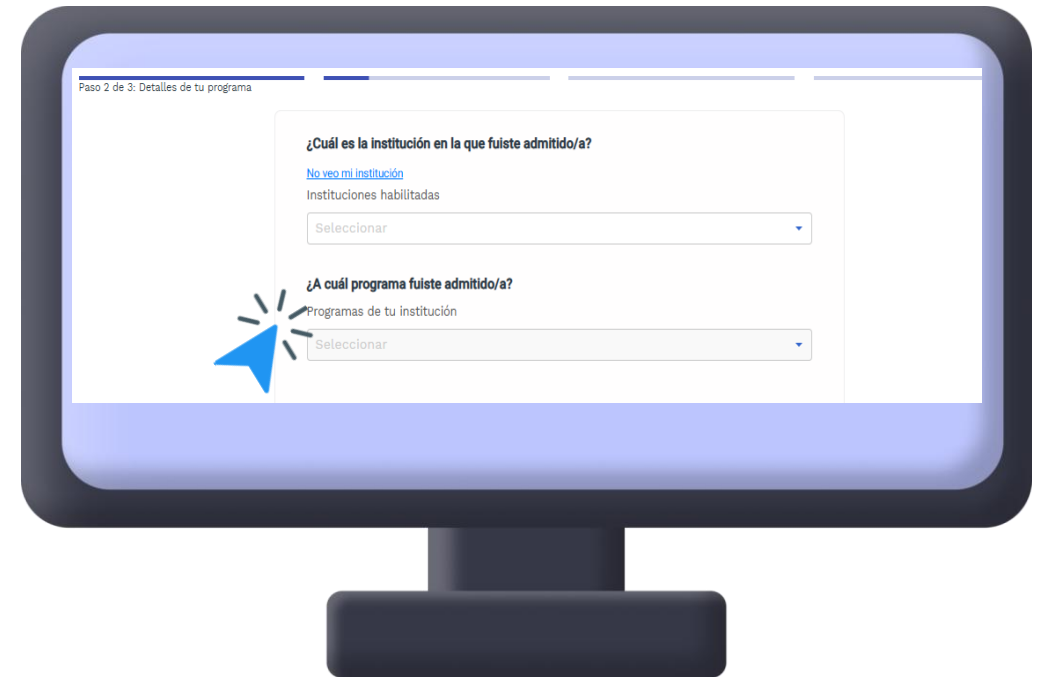 Paso 2 de 3: Detalles de tu programa
¿Cuál es la institución en la que fuiste admitido/a?
No veo mi institución
Instituciones habilitadas
Seleccionar
¿A cuál programa fuiste admitido/a?
Programas de tu institución
Seleccionar